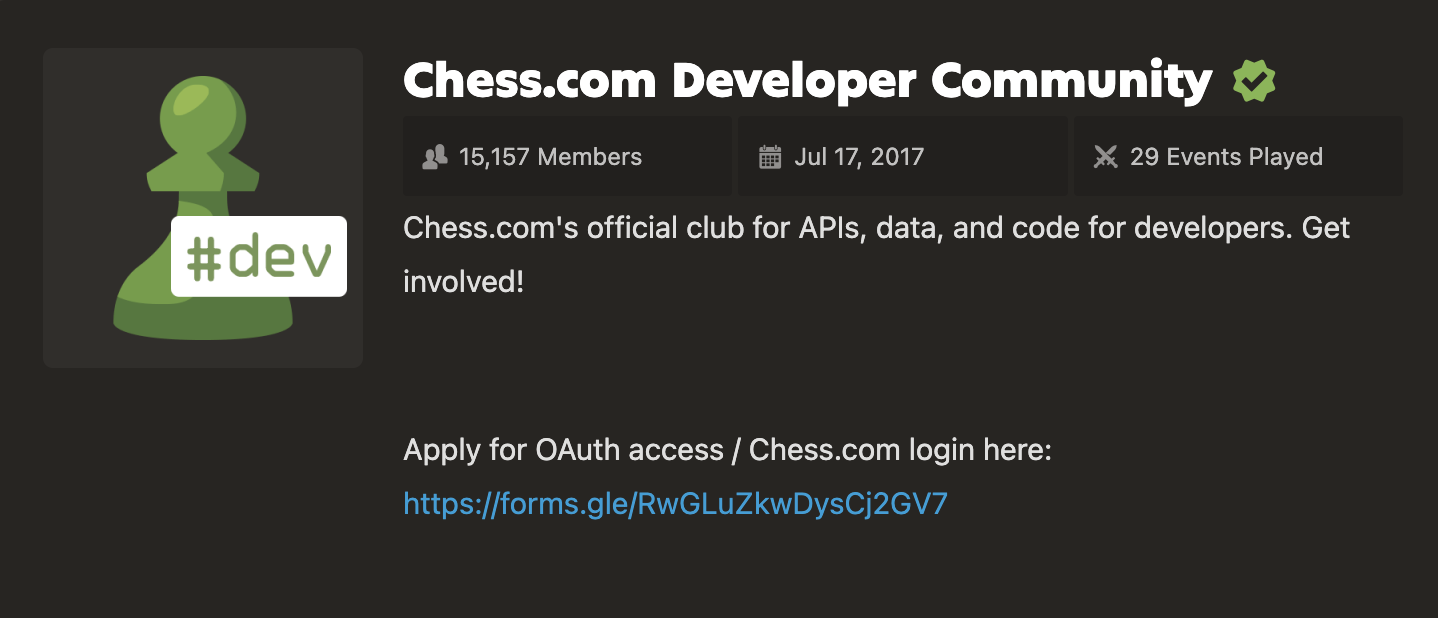 Chess.com Developer Community
15,157 Members
Jul 17, 2017
29 Events Played
#dev
Chess.com's official club for APIs, data, and code for developers. Get
involved!
Apply for OAuth access / Chess.com login here:
https://forms.gle/RwGLuZkwDysCj2GV7